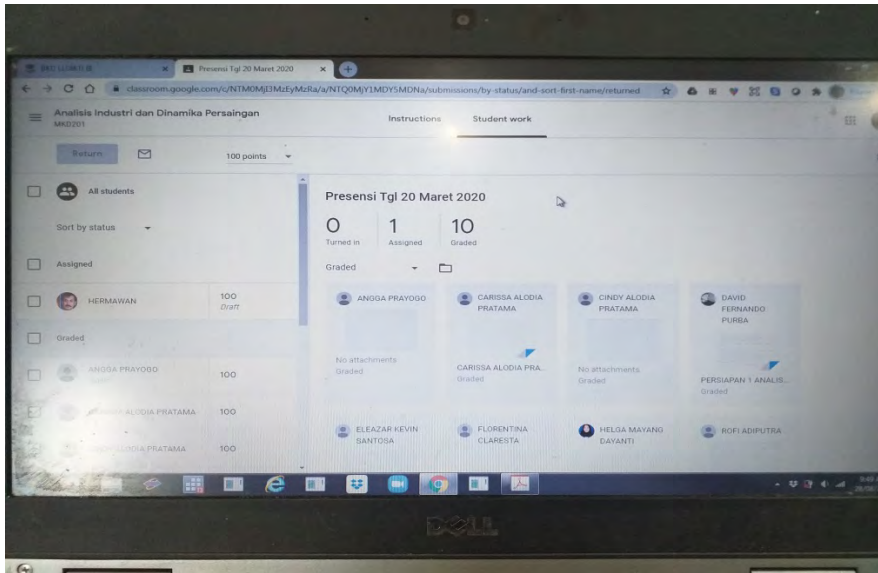 Presensi Tgl 20 Maret 2020
classroom.google.com/c/NTM0MjI3MzEyMzRa/a/NTQ0MjY1MDY5MDNa/submissions/by-status/and-sort-first-name/returned
Analisis Industri dan Dinamika Persaingan
MKD201
Instructions
Student work
Return
100 points
All students
Sort by status
Assigned
HERMAWAN
100
Draft
Graded
ANGGA PRAYOGO
100
ALODIA PRATAMA
100
ALODIA PRATAMA
100
Presensi Tgl 20 Maret 2020
0 1 10
Turned in Assigned Graded
Graded
ANGGA PRAYOGO
No attachments
Graded
CARISSA ALODIA
PRATAMA
CARISSA ALODIA PRA...
Graded
CINDY ALODIA
PRATAMA
No attachments
Graded
DAVID
FERNANDO
PURBA
PERSIAPAN 1 ANALIS...
Graded
ELEAZAR KEVIN
SANTOSA
FLORENTINA
CLARESTA
HELGA MAYANG
DAYANTI
ROFI ADIPUTRA
DELL